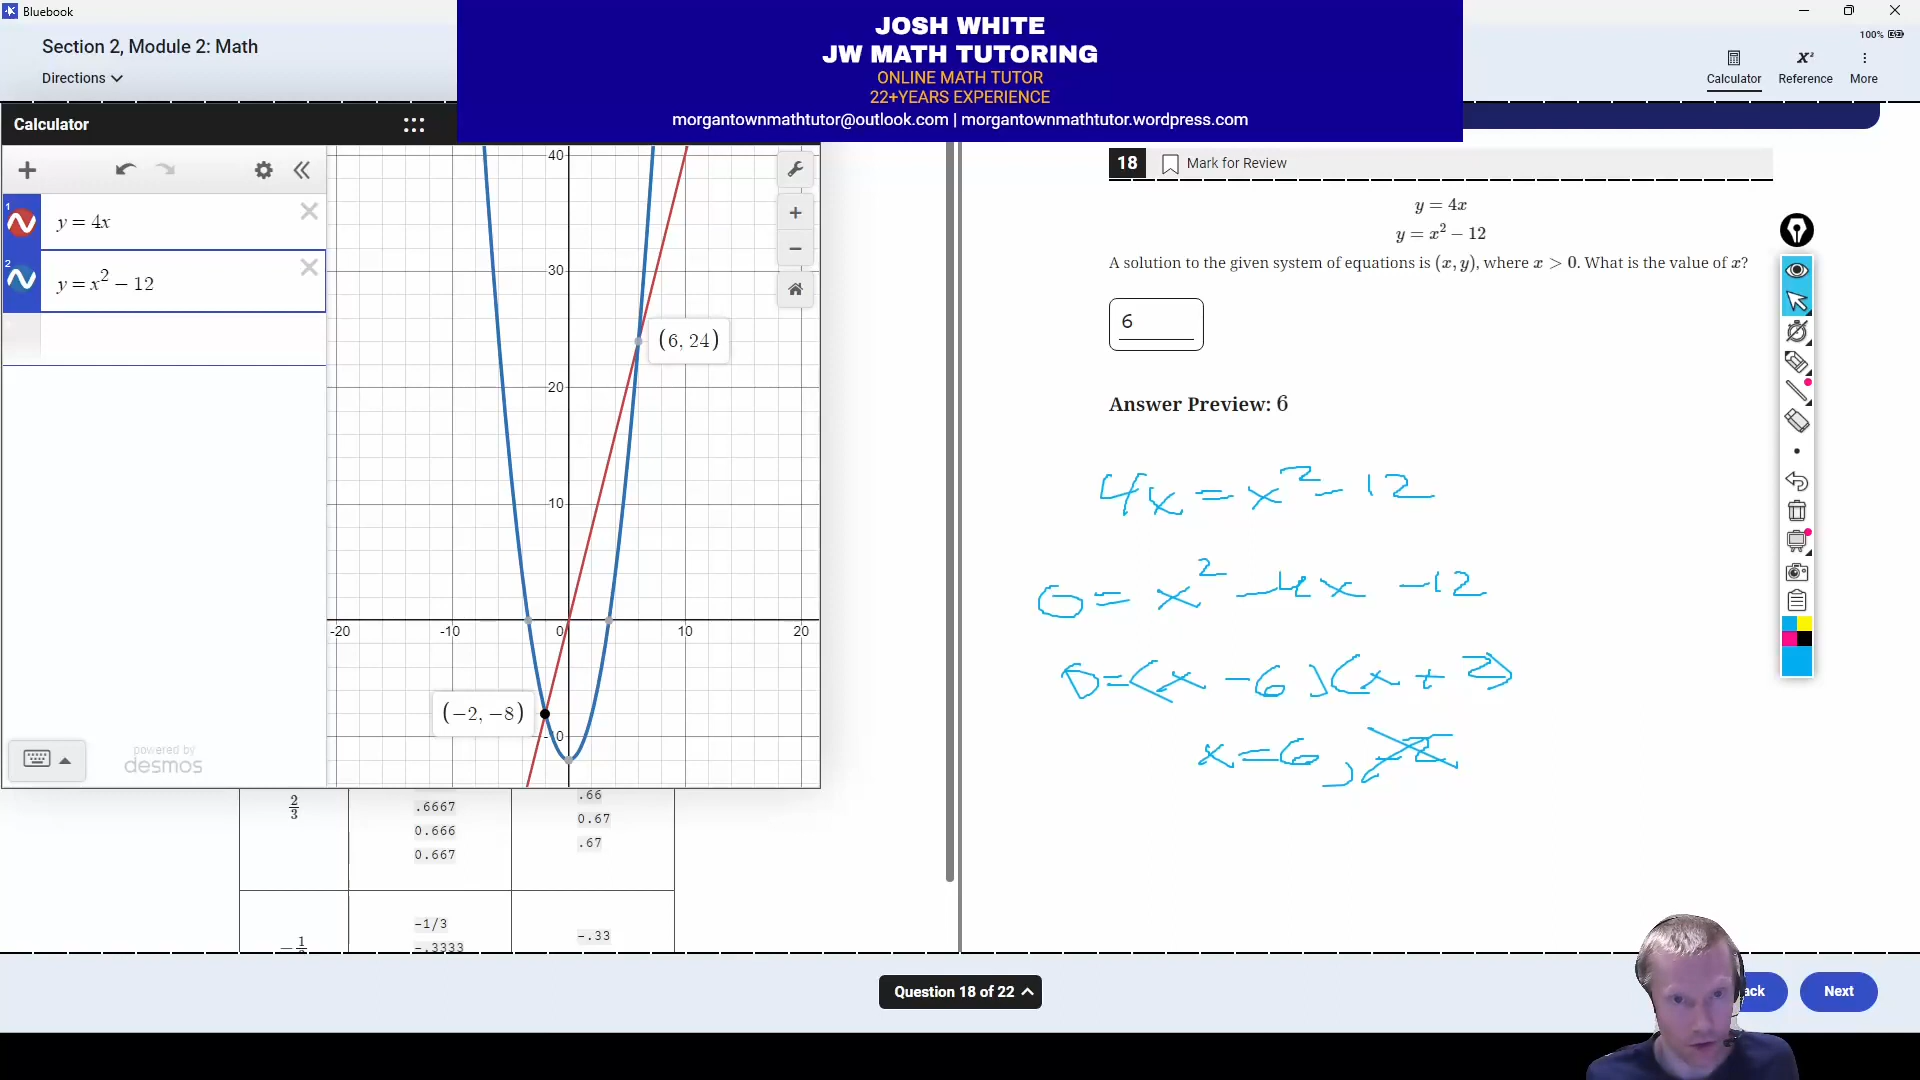 Bluebook
JOSH WHITE
JW MATH TUTORING
ONLINE MATH TUTOR
22+YEARS EXPERIENCE
morgantownmathtutor@outlook.com | morgantownmathtutor.wordpress.com
100%
Section 2, Module 2: Math
Directions
Calculator
Reference
More
Calculator
1
y = 4x
2
y = x² − 12
powered by
desmos
40
30
20
10
-20
-10
0
10
20
(6, 24)
(−2, −8)
2/3
.6667
0.666
0.667
.66
0.67
.67
-1/3
-.3333
-.33
18
Mark for Review
y = 4x
y = x² − 12
A solution to the given system of equations is (x, y), where x > 0. What is the value of x?
6
Answer Preview: 6
4x = x² − 12
0 = x² − 4x − 12
0 = (x − 6)(x + 2)
x = 6, −2
Question 18 of 22
Next